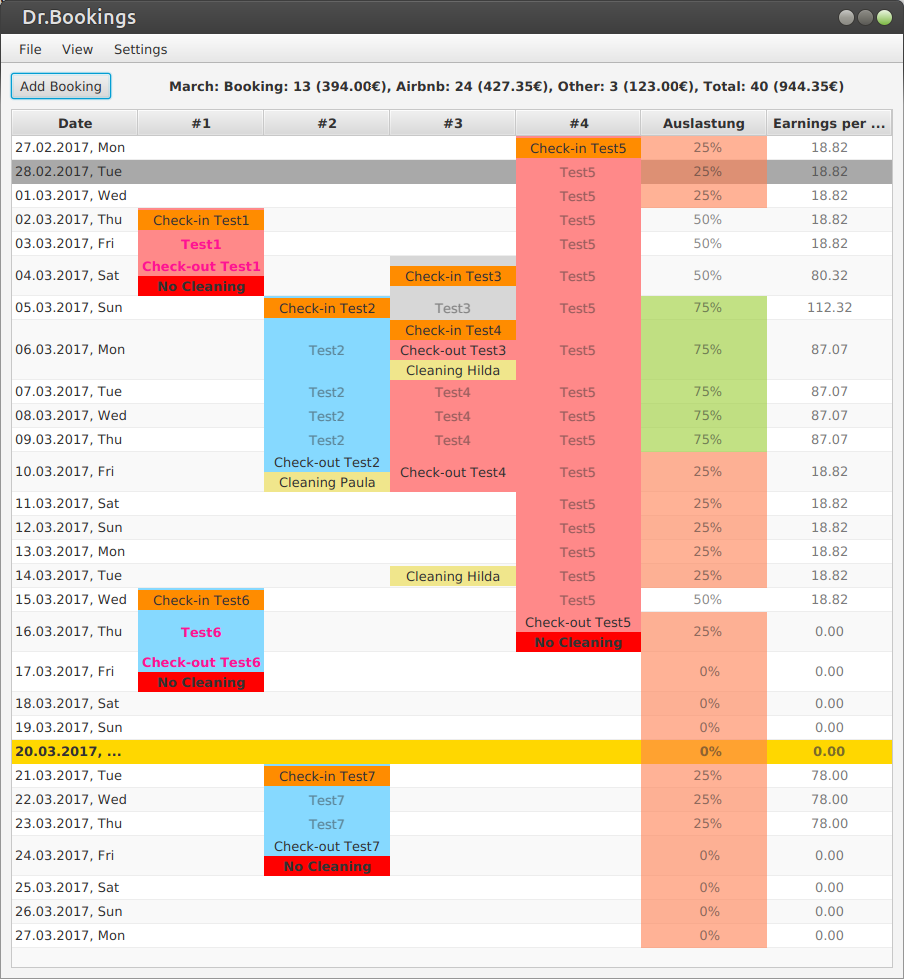 Dr.Bookings
File View Settings
Add Booking March: Booking: 13 (394.00€), Airbnb: 24 (427.35€), Other: 3 (123.00€), Total: 40 (944.35€)
Date #1 #2 #3 #4 Auslastung Earnings per ...
27.02.2017, Mon Check-in Test5 25% 18.82
28.02.2017, Tue Test5 25% 18.82
01.03.2017, Wed Test5 25% 18.82
02.03.2017, Thu Check-in Test1 Test5 50% 18.82
03.03.2017, Fri Test1 Test5 50% 18.82
Check-out Test1
04.03.2017, Sat Check-in Test3 Test5 50% 80.32
No Cleaning
05.03.2017, Sun Check-in Test2 Test3 Test5 75% 112.32
Check-in Test4
06.03.2017, Mon Test2 Check-out Test3 Test5 75% 87.07
Cleaning Hilda
07.03.2017, Tue Test2 Test4 Test5 75% 87.07
08.03.2017, Wed Test2 Test4 Test5 75% 87.07
09.03.2017, Thu Test2 Test4 Test5 75% 87.07
Check-out Test2
10.03.2017, Fri Check-out Test4 Test5 25% 18.82
Cleaning Paula
11.03.2017, Sat Test5 25% 18.82
12.03.2017, Sun Test5 25% 18.82
13.03.2017, Mon Test5 25% 18.82
14.03.2017, Tue Cleaning Hilda Test5 25% 18.82
15.03.2017, Wed Check-in Test6 Test5 50% 18.82
Check-out Test5
16.03.2017, Thu Test6 25% 0.00
No Cleaning
Check-out Test6
17.03.2017, Fri 0% 0.00
No Cleaning
18.03.2017, Sat 0% 0.00
19.03.2017, Sun 0% 0.00
20.03.2017, ... 0% 0.00
21.03.2017, Tue Check-in Test7 25% 78.00
22.03.2017, Wed Test7 25% 78.00
23.03.2017, Thu Test7 25% 78.00
Check-out Test7
24.03.2017, Fri 0% 0.00
No Cleaning
25.03.2017, Sat 0% 0.00
26.03.2017, Sun 0% 0.00
27.03.2017, Mon 0% 0.00